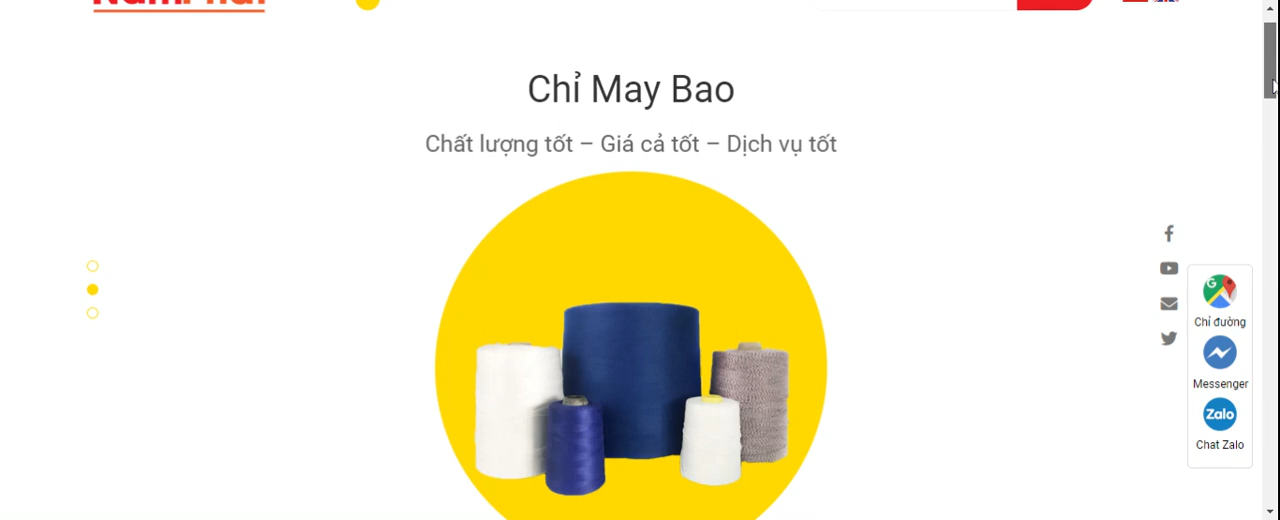 Chỉ May Bao
Chất lượng tốt – Giá cả tốt – Dịch vụ tốt
Chỉ đường
Messenger
Zalo
Chat Zalo